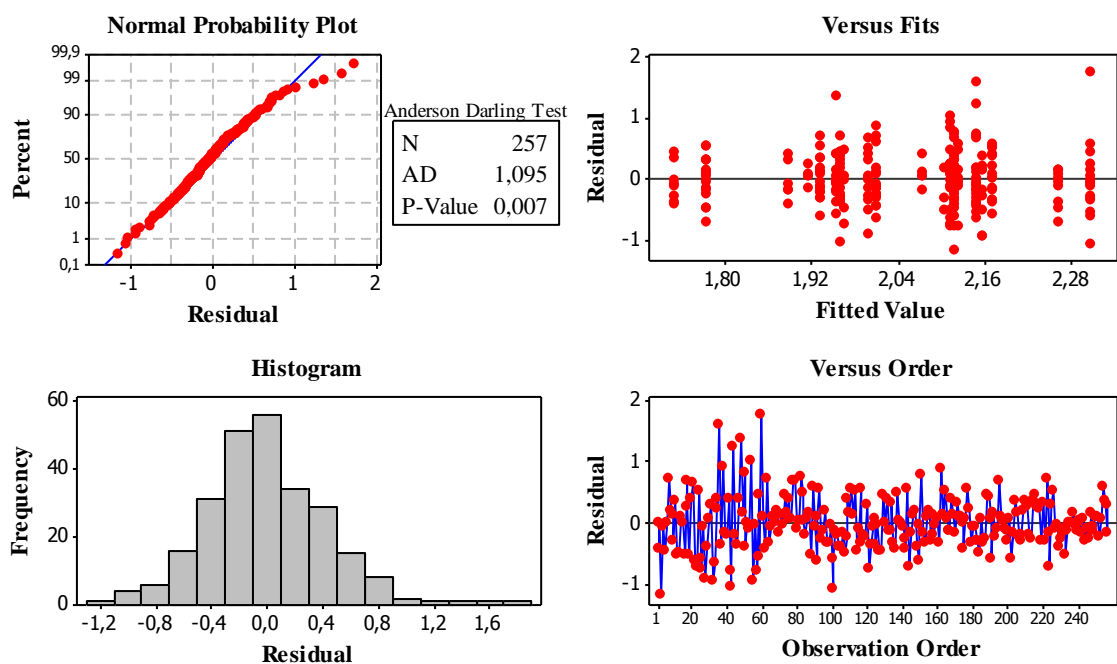 Normal Probability Plot
99,9
99
90
50
10
1
0,1
Percent
-1 0 1 2
Residual
Anderson Darling Test
N 257
AD 1,095
P-Value 0,007
Versus Fits
2
1
0
-1
Residual
1,80 1,92 2,04 2,16 2,28
Fitted Value
Histogram
60
40
20
0
Frequency
-1,2 -0,8 -0,4 0,0 0,4 0,8 1,2 1,6
Residual
Versus Order
2
1
0
-1
Residual
1 20 40 60 80 100 120 140 160 180 200 220 240
Observation Order